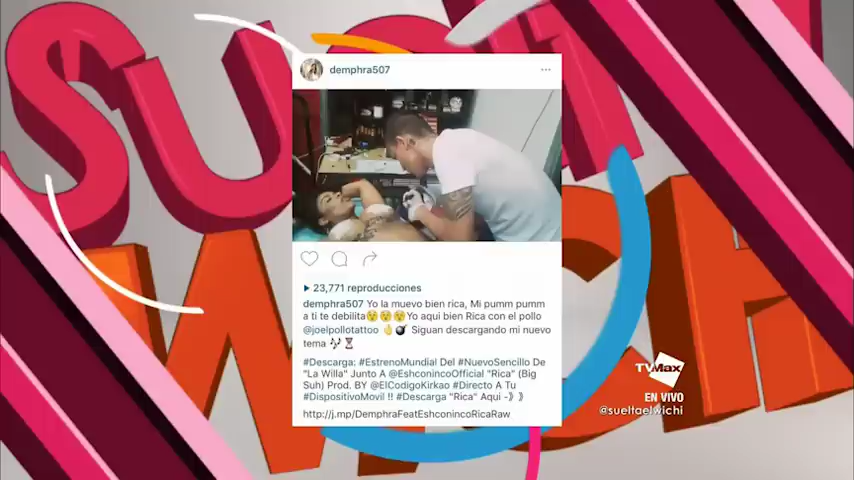 demphra507
23,771 reproducciones
demphra507 Yo la muevo bien rica, Mi pumm pumm
a ti te debilita😵😵😵Yo aqui bien Rica con el pollo
@joelpollotattoo 👌💣 Siguan descargando mi nuevo
tema 🎶⏳
#Descarga: #EstrenoMundial Del #NuevoSencillo De
"La Willa" Junto A @EshconincoOfficial "Rica" (Big
Suh) Prod. BY @ElCodigoKirkao #Directo A Tu
#DispositivoMovil !! #Descarga "Rica" Aqui -》》
http://j.mp/DemphraFeatEshconincoRicaRaw
TVMax
EN VIVO
@sueltaelwichi